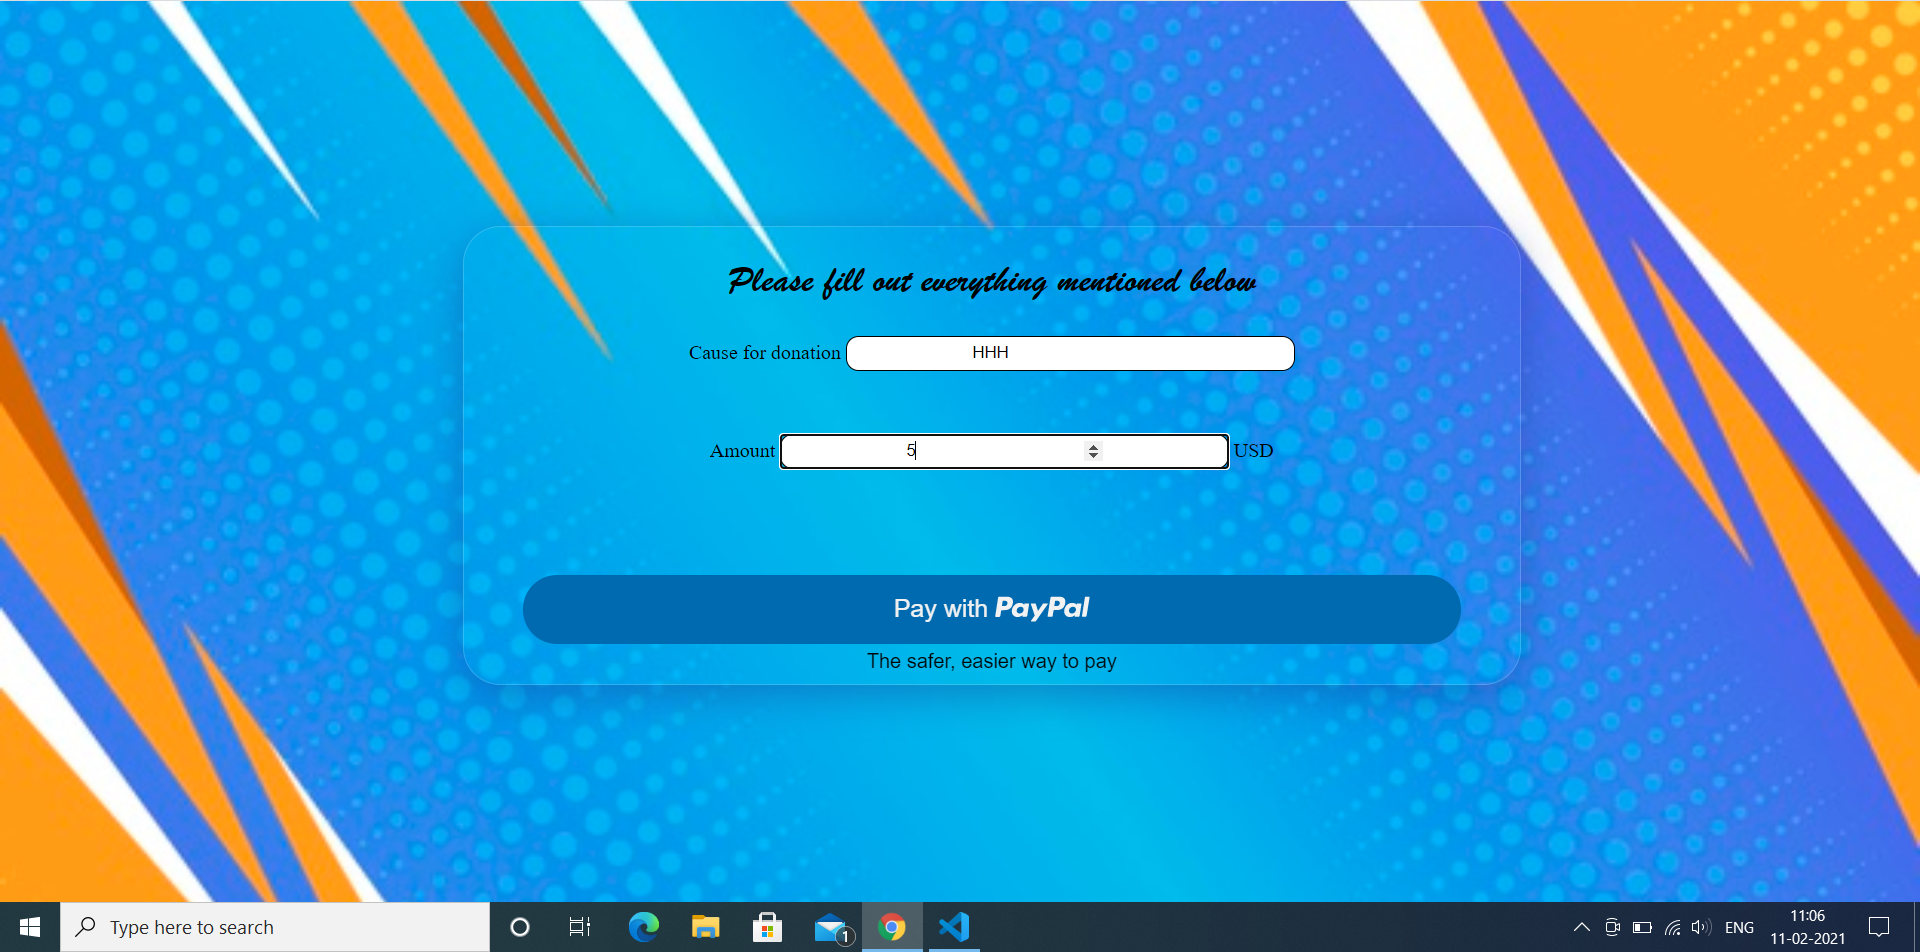 Please fill out everything mentioned below
Cause for donation HHH
Amount 5 USD
Pay with PayPal
The safer, easier way to pay
Type here to search
1
ENG
11:06
11-02-2021